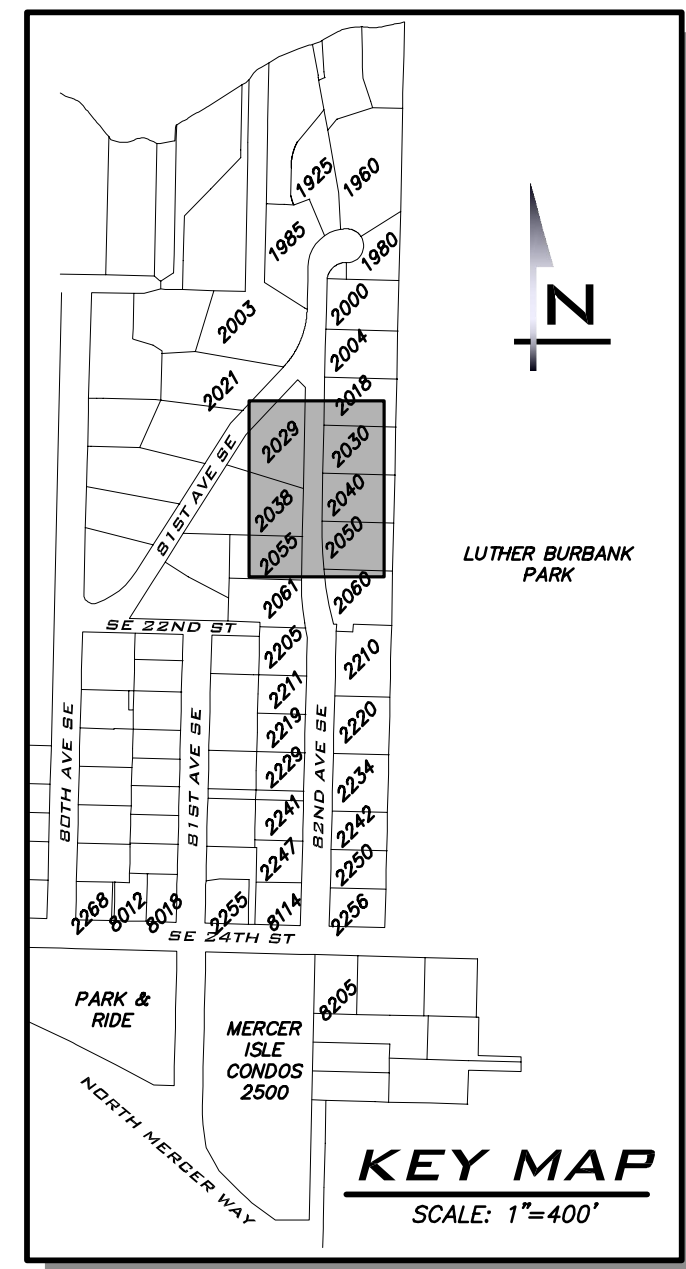 1925
1960
1985
1980
2003
2000
2004
2021
2018
2029
2030
81ST AVE SE
2038
2040
2055
2050
2061
2060
SE 22ND ST
2205
2210
2211
2219
2220
2229
2234
80TH AVE SE
81ST AVE SE
82ND AVE SE
2241
2242
2247
2250
2268
8012
8018
2255
8114
2256
SE 24TH ST
LUTHER BURBANK
PARK
N
PARK &
RIDE
8205
MERCER
ISLE
CONDOS
2500
NORTH MERCER WAY
KEY MAP
SCALE: 1"=400'